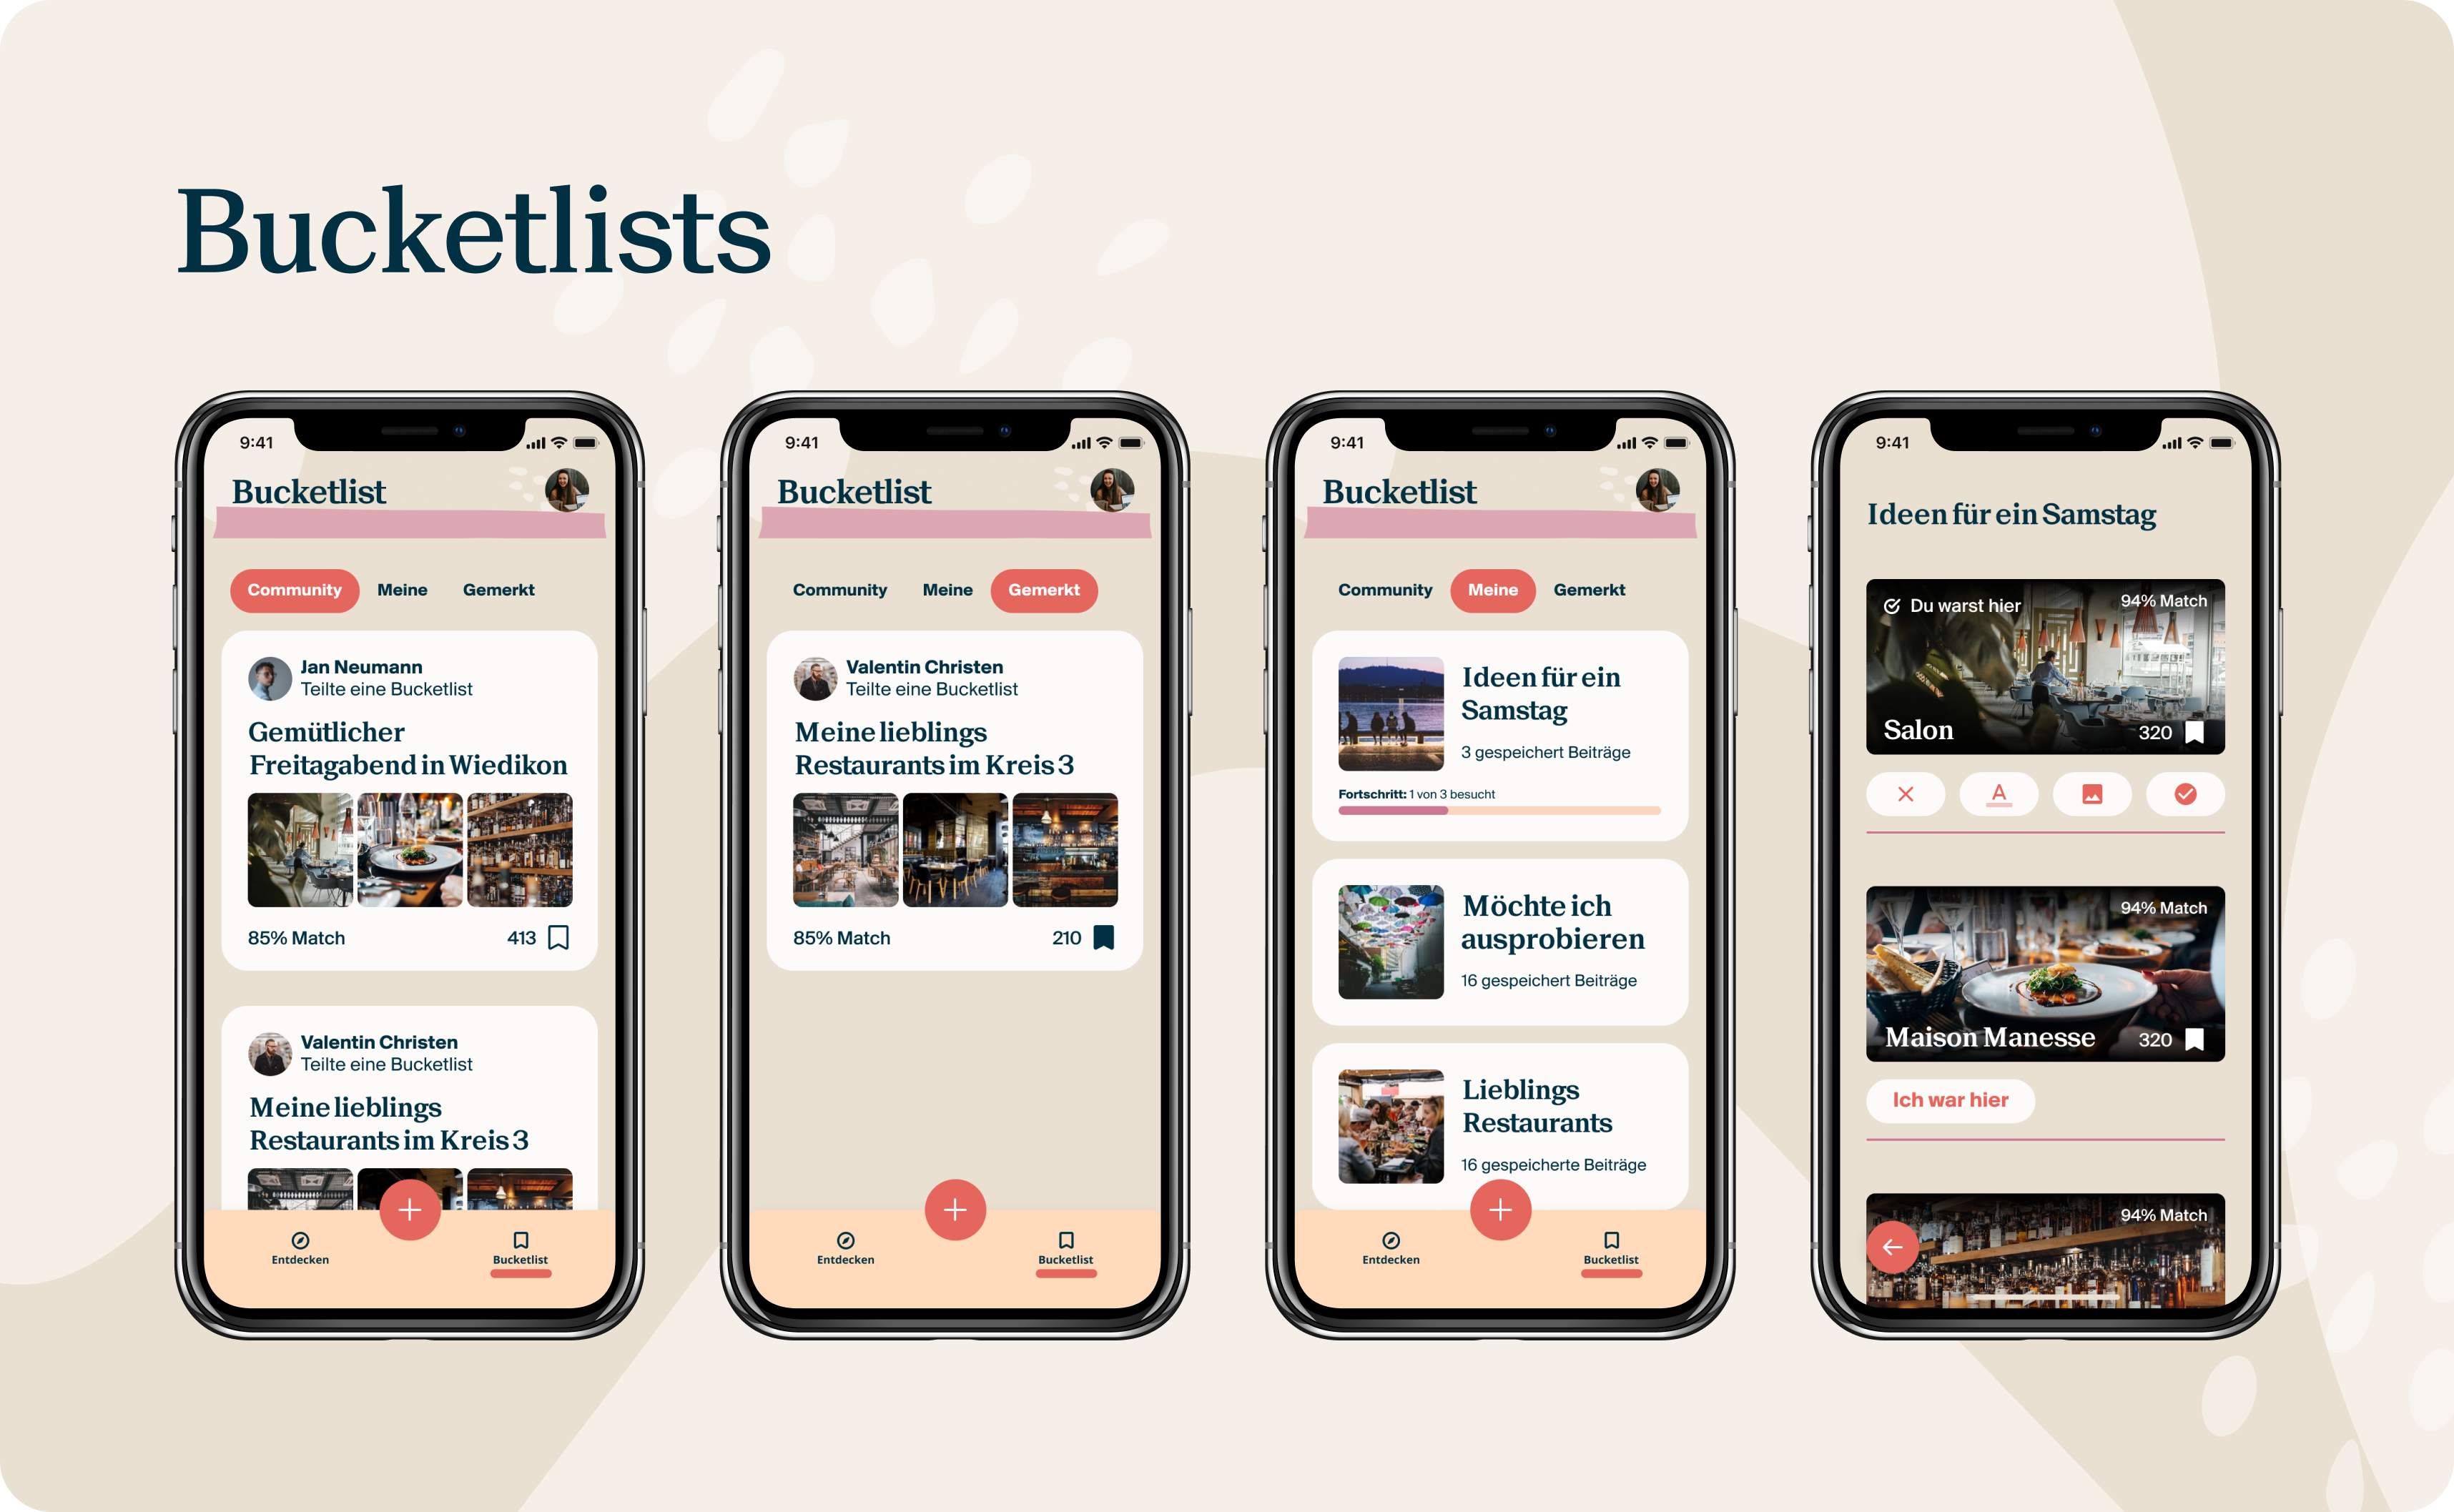 Bucketlists
9:41
Bucketlist
Community Meine Gemerkt
Jan Neumann
Teilte eine Bucketlist
Gemütlicher
Freitagabend in Wiedikon
85% Match 413
Valentin Christen
Teilte eine Bucketlist
Meine lieblings
Restaurants im Kreis 3
Entdecken Bucketlist
9:41
Bucketlist
Community Meine Gemerkt
Valentin Christen
Teilte eine Bucketlist
Meine lieblings
Restaurants im Kreis 3
85% Match 210
Entdecken Bucketlist
9:41
Bucketlist
Community Meine Gemerkt
Ideen für ein
Samstag
3 gespeichert Beiträge
Fortschritt: 1 von 3 besucht
Möchte ich
ausprobieren
16 gespeichert Beiträge
Lieblings
Restaurants
16 gespeicherte Beiträge
Entdecken Bucketlist
9:41
Ideen für ein Samstag
Du warst hier 94% Match
Salon 320
A
94% Match
Maison Manesse 320
Ich war hier
94% Match